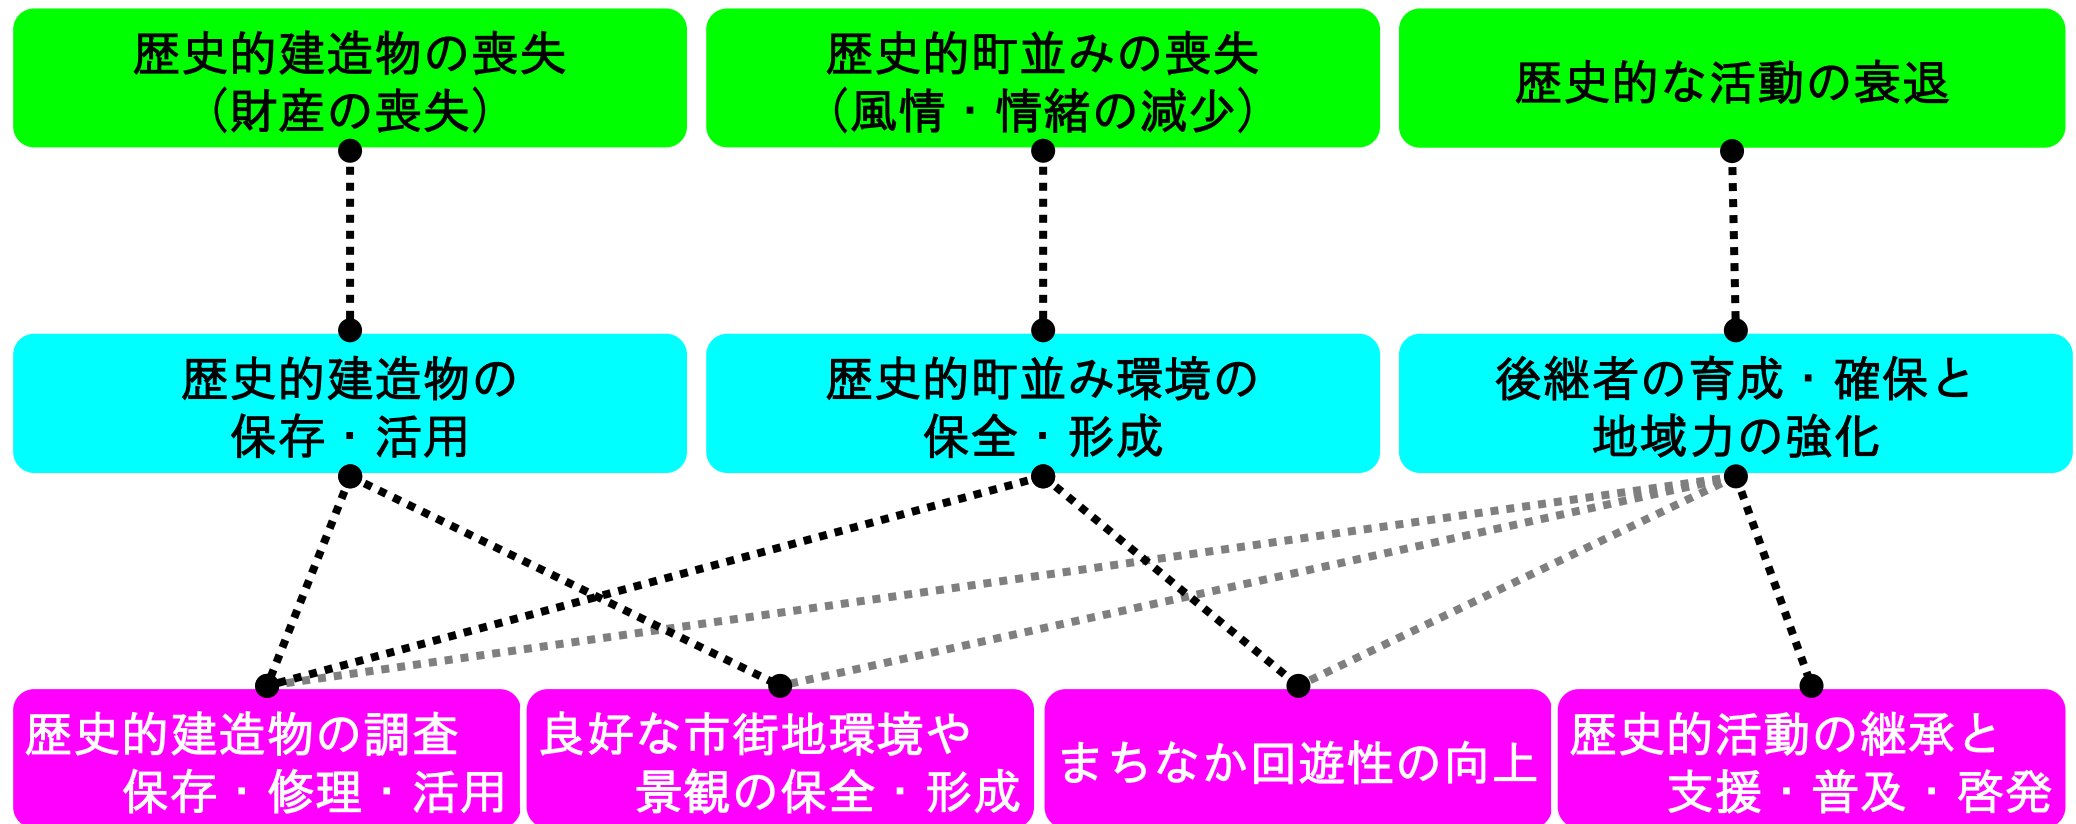 歴史的建造物の喪失
（財産の喪失）
歴史的町並みの喪失
（風情・情緒の減少）
歴史的な活動の衰退
歴史的建造物の
保存・活用
歴史的町並み環境の
保全・形成
後継者の育成・確保と
地域力の強化
歴史的建造物の調査
保存・修理・活用
良好な市街地環境や
景観の保全・形成
まちなか回遊性の向上
歴史的活動の継承と
支援・普及・啓発